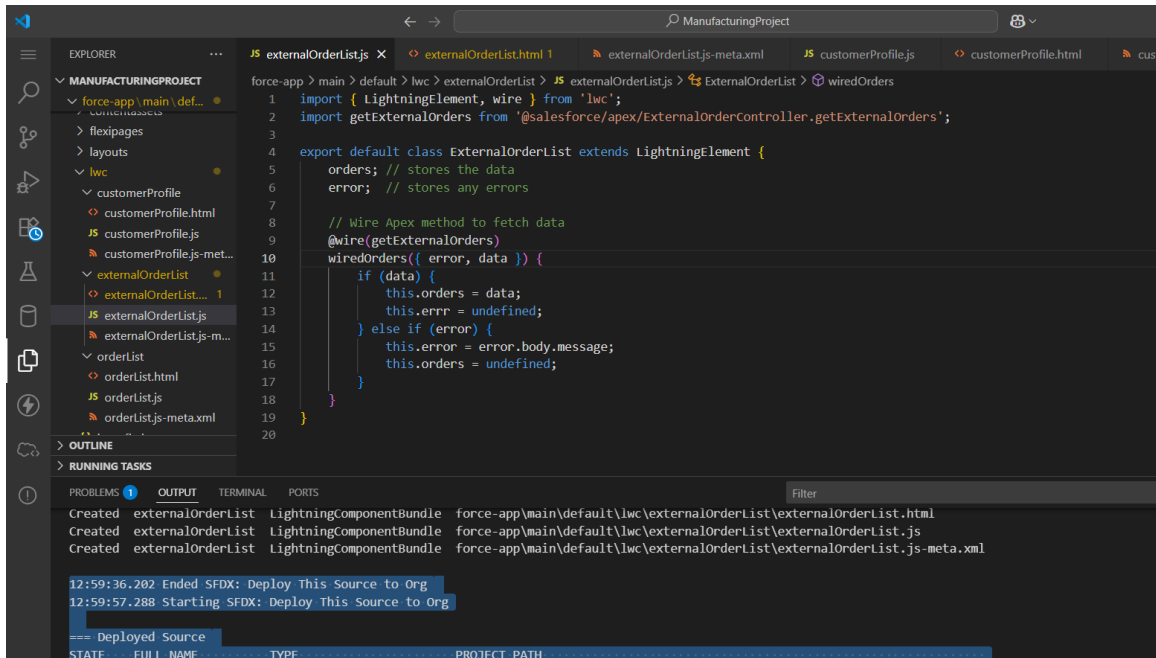 ManufacturingProject
EXPLORER ...
MANUFACTURINGPROJECT
force-app\main\def...
contentassets
flexipages
layouts
lwc
customerProfile
customerProfile.html
customerProfile.js
customerProfile.js-met...
externalOrderList
externalOrderList.... 1
externalOrderList.js
externalOrderList.js-m...
orderList
orderList.html
orderList.js
orderList.js-meta.xml
OUTLINE
RUNNING TASKS
JS externalOrderList.js externalOrderList.html 1 externalOrderList.js-meta.xml JS customerProfile.js customerProfile.html cus
force-app > main > default > lwc > externalOrderList > JS externalOrderList.js > ExternalOrderList > wiredOrders
1 import { LightningElement, wire } from 'lwc';
2 import getExternalOrders from '@salesforce/apex/ExternalOrderController.getExternalOrders';
3
4 export default class ExternalOrderList extends LightningElement {
5 orders; // stores the data
6 error; // stores any errors
7
8 // Wire Apex method to fetch data
9 @wire(getExternalOrders)
10 wiredOrders({ error, data }) {
11 if (data) {
12 this.orders = data;
13 this.errr = undefined;
14 } else if (error) {
15 this.error = error.body.message;
16 this.orders = undefined;
17 }
18 }
19 }
20
PROBLEMS 1 OUTPUT TERMINAL PORTS Filter
Created externalOrderList LightningComponentBundle force-app\main\default\lwc\externalOrderList\externalOrderList.html
Created externalOrderList LightningComponentBundle force-app\main\default\lwc\externalOrderList\externalOrderList.js
Created externalOrderList LightningComponentBundle force-app\main\default\lwc\externalOrderList\externalOrderList.js-meta.xml
12:59:36.202 Ended SFDX: Deploy This Source to Org
12:59:57.288 Starting SFDX: Deploy This Source to Org
=== Deployed Source
STATE FULL NAME TYPE PROJECT PATH